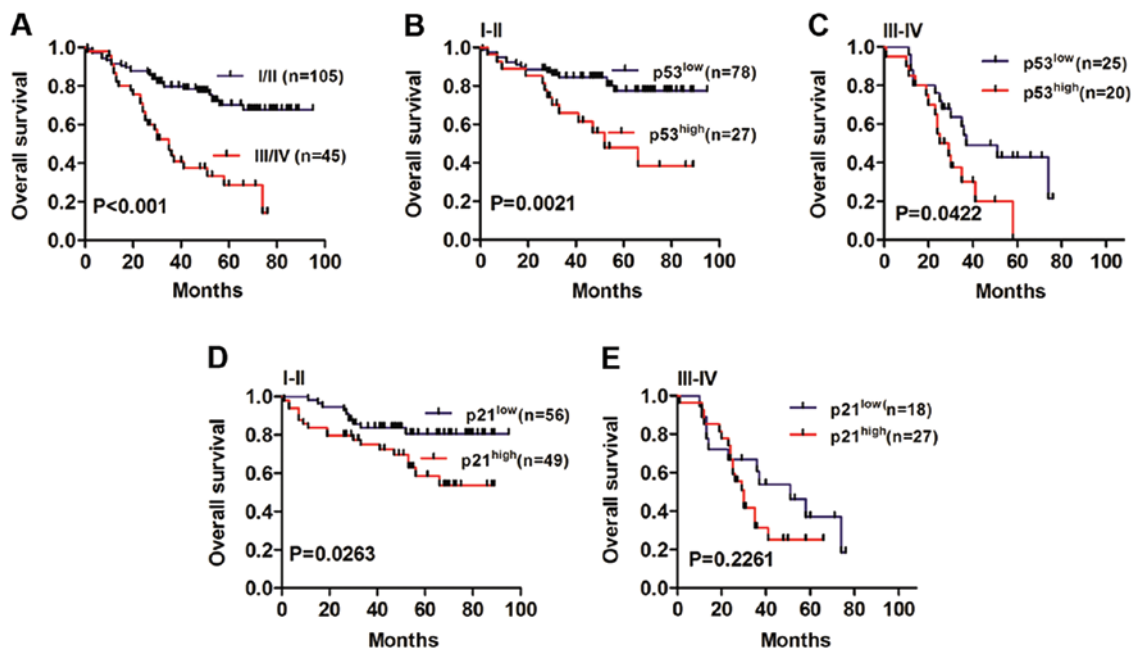 A
1.0
0.8
0.6
0.4
0.2
0.0
Overall survival
I/II (n=105)
III/IV (n=45)
P<0.001
0 20 40 60 80 100
Months
B
I-II
1.0
0.8
0.6
0.4
0.2
0.0
Overall survival
p53low(n=78)
p53high(n=27)
P=0.0021
0 20 40 60 80 100
Months
C
III-IV
1.0
0.8
0.6
0.4
0.2
0.0
Overall survival
p53low(n=25)
p53high(n=20)
P=0.0422
0 20 40 60 80 100
Months
D
I-II
1.0
0.8
0.6
0.4
0.2
0.0
Overall survival
p21low(n=56)
p21high(n=49)
P=0.0263
0 20 40 60 80 100
Months
E
III-IV
1.0
0.8
0.6
0.4
0.2
0.0
Overall survival
p21low(n=18)
p21high(n=27)
P=0.2261
0 20 40 60 80 100
Months